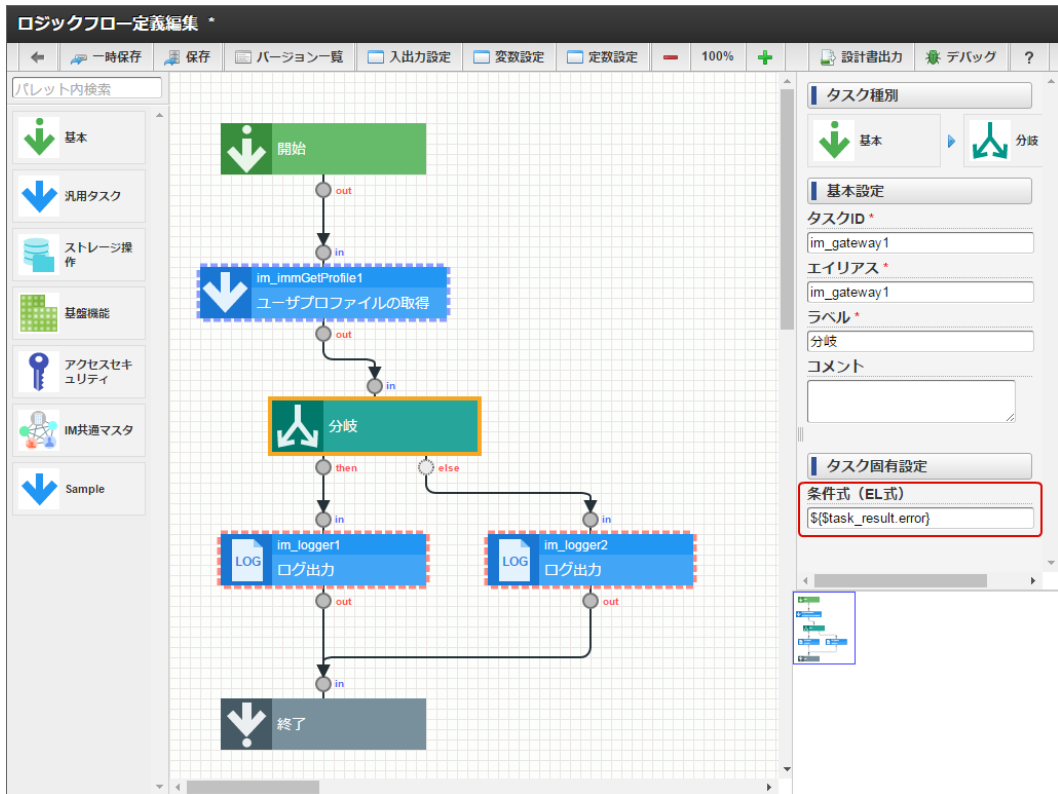 ロジックフロー定義編集 *
一時保存 保存 バージョン一覧 入出力設定 変数設定 定数設定 100% 設計書出力 デバッグ ?
パレット内検索
基本
汎用タスク
ストレージ操
作
基盤機能
アクセスセキ
ュリティ
IM共通マスタ
Sample
開始
out
in
im_immGetProfile1
ユーザプロファイルの取得
out
in
分岐
then else
in in
im_logger1 im_logger2
LOG ログ出力 LOG ログ出力
out out
in
終了
タスク種別
基本 分岐
基本設定
タスクID *
im_gateway1
エイリアス *
im_gateway1
ラベル *
分岐
コメント
タスク固有設定
条件式（EL式）
${$task_result.error}